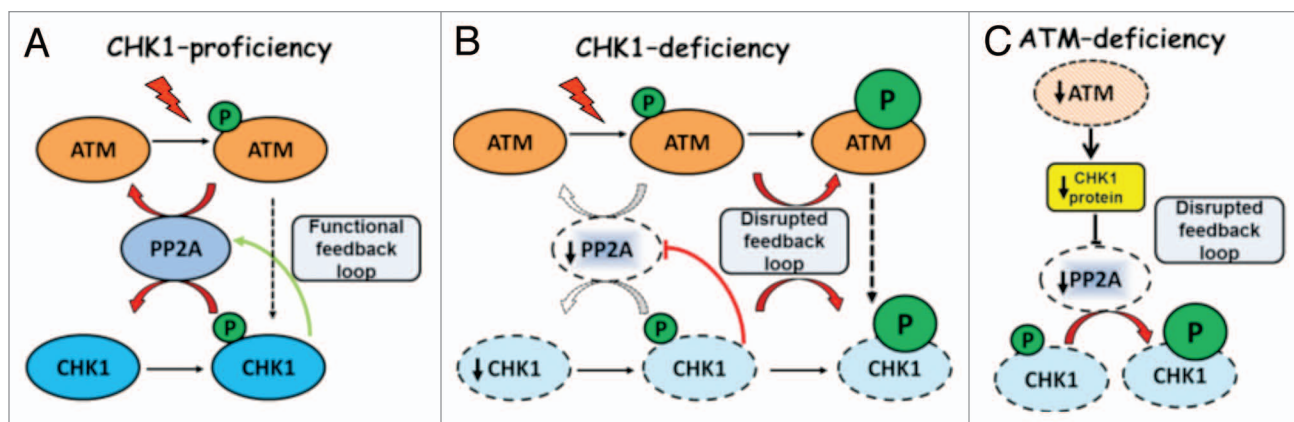 A
CHK1-proficiency
P
ATM
ATM
PP2A
Functional
feedback
loop
P
CHK1
CHK1
B
CHK1-deficiency
P
P
ATM
ATM
ATM
PP2A
Disrupted
feedback
loop
P
P
CHK1
CHK1
CHK1
C
ATM-deficiency
ATM
CHK1
protein
Disrupted
feedback
loop
PP2A
P
P
CHK1
CHK1